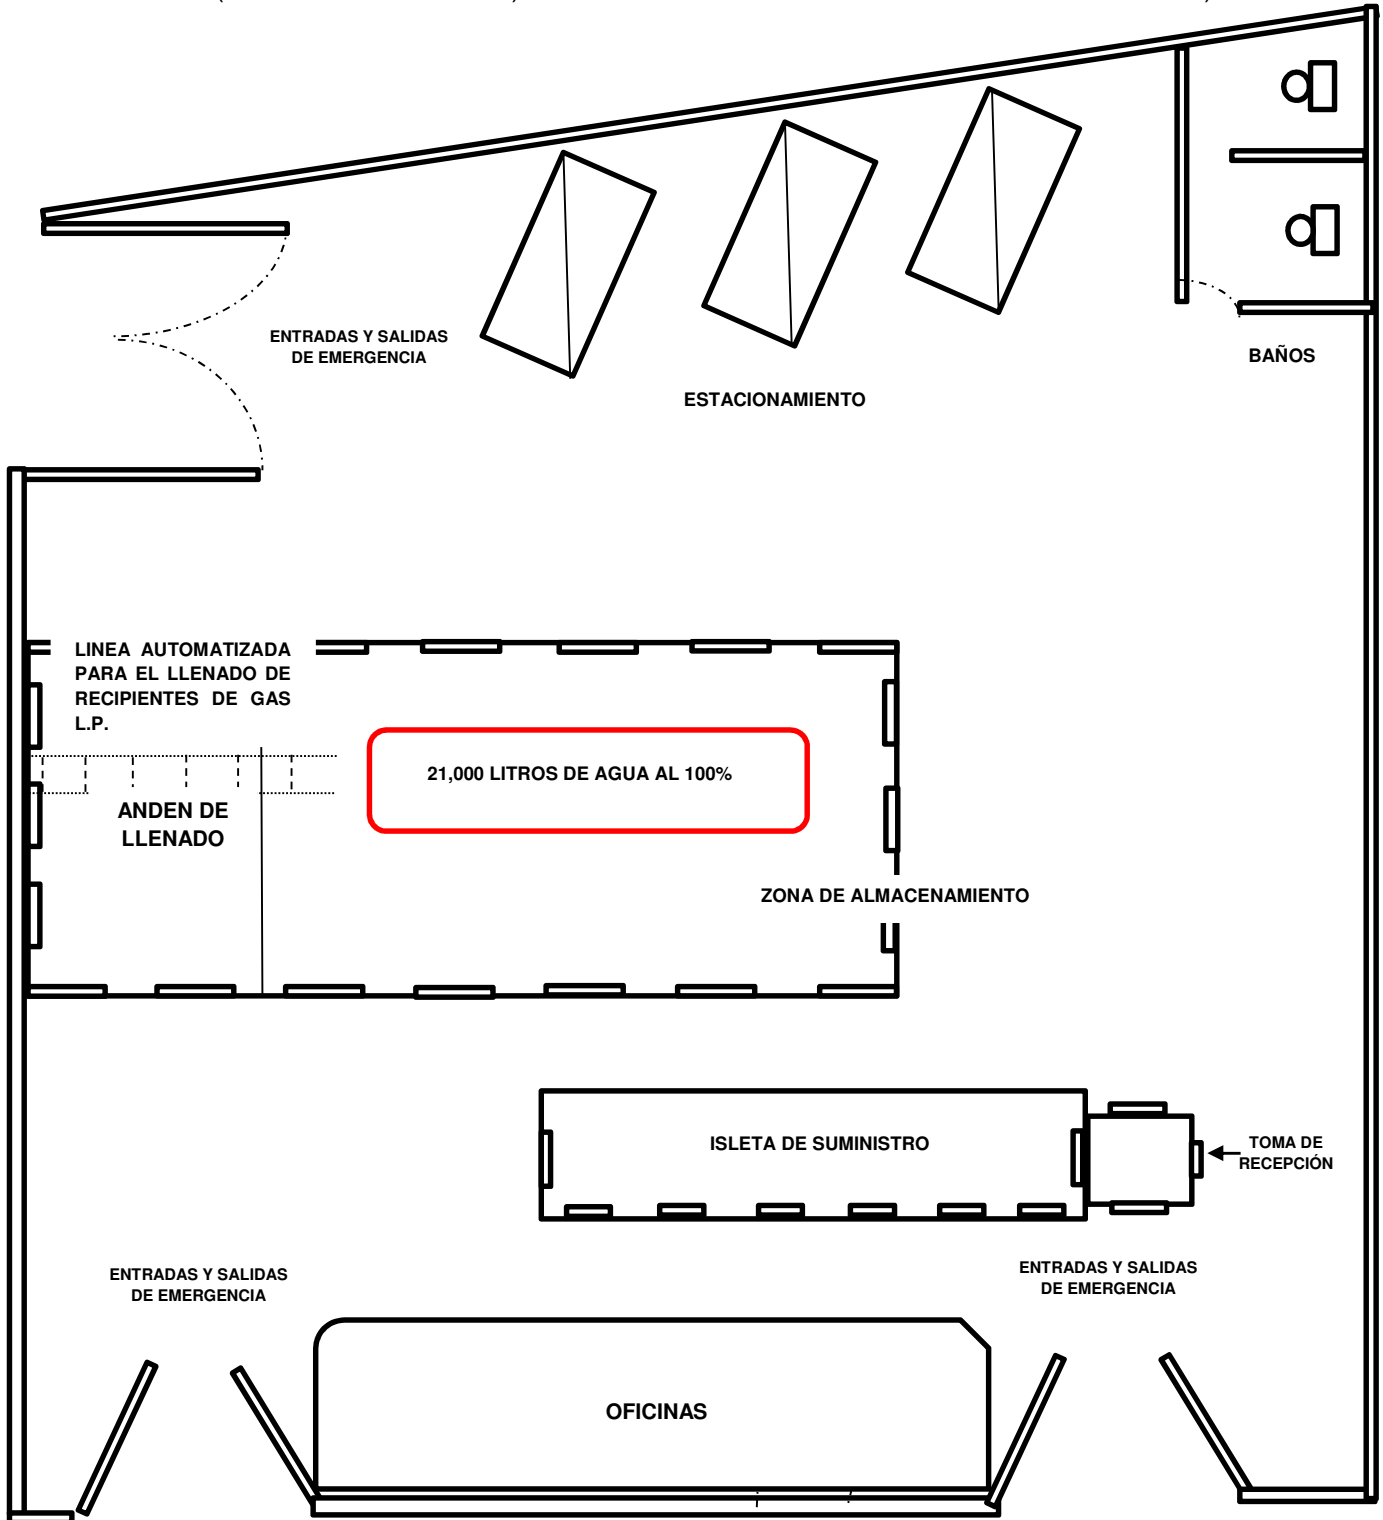 ENTRADAS Y SALIDAS
DE EMERGENCIA
BAÑOS
ESTACIONAMIENTO
LINEA AUTOMATIZADA
PARA EL LLENADO DE
RECIPIENTES DE GAS
L.P.
21,000 LITROS DE AGUA AL 100%
ANDEN DE
LLENADO
ZONA DE ALMACENAMIENTO
ISLETA DE SUMINISTRO
TOMA DE
RECEPCIÓN
ENTRADAS Y SALIDAS
DE EMERGENCIA
ENTRADAS Y SALIDAS
DE EMERGENCIA
OFICINAS